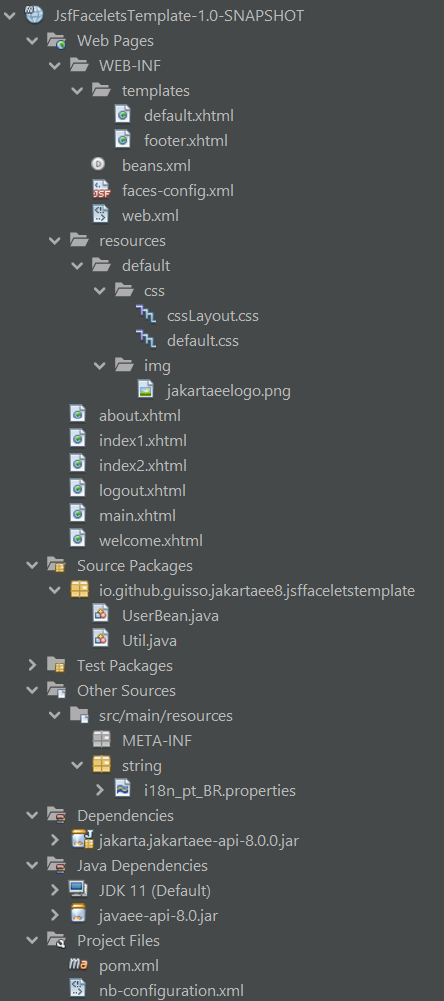 JsfFaceletsTemplate-1.0-SNAPSHOT
Web Pages
WEB-INF
templates
default.xhtml
footer.xhtml
beans.xml
faces-config.xml
web.xml
resources
default
css
cssLayout.css
default.css
img
jakartaeelogo.png
about.xhtml
index1.xhtml
index2.xhtml
logout.xhtml
main.xhtml
welcome.xhtml
Source Packages
io.github.guisso.jakartaee8.jsffaceletstemplate
UserBean.java
Util.java
Test Packages
Other Sources
src/main/resources
META-INF
string
i18n_pt_BR.properties
Dependencies
jakarta.jakartaee-api-8.0.0.jar
Java Dependencies
JDK 11 (Default)
javaee-api-8.0.jar
Project Files
pom.xml
nb-configuration.xml